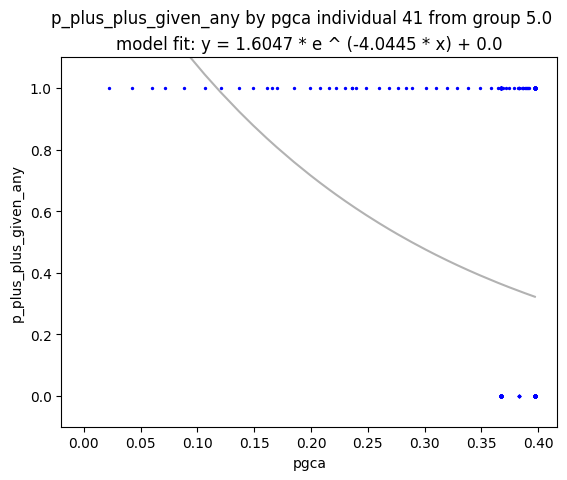 p_plus_plus_given_any by pgca individual 41 from group 5.0
model fit: y = 1.6047 * e ^ (-4.0445 * x) + 0.0
1.0
0.8
0.6
0.4
0.2
0.0
p_plus_plus_given_any
0.00 0.05 0.10 0.15 0.20 0.25 0.30 0.35 0.40
pgca